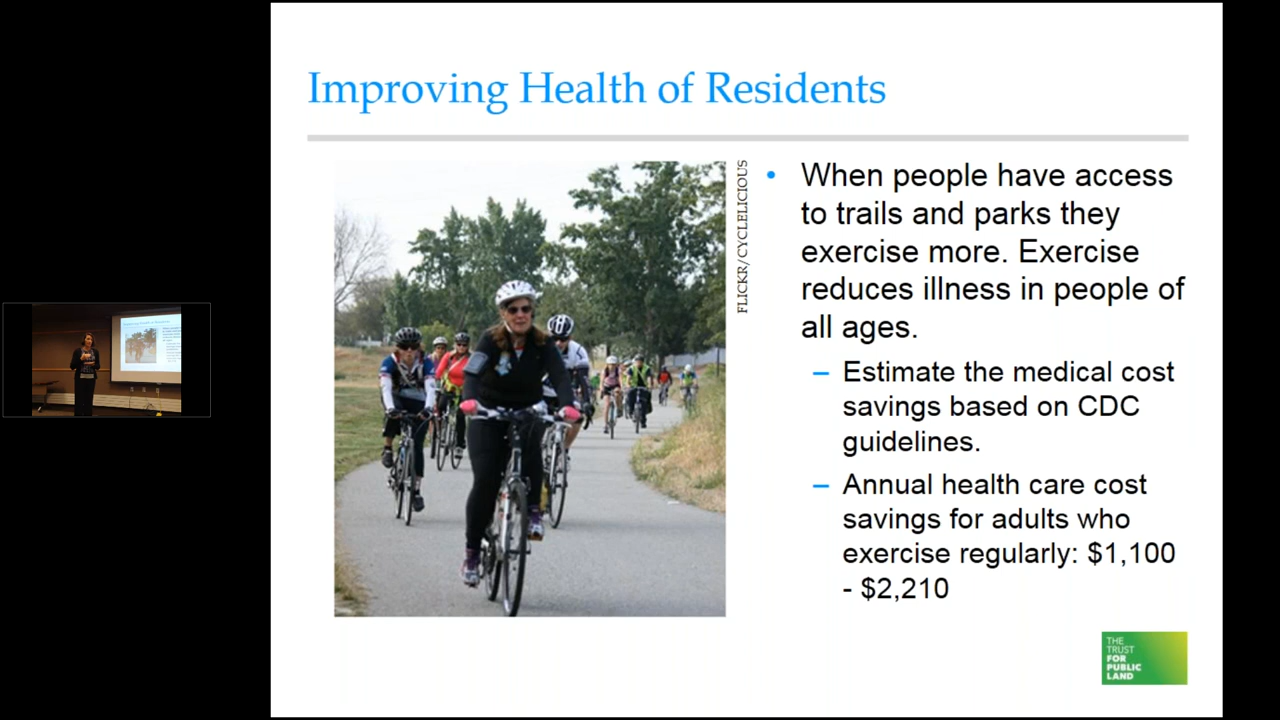 Improving Health of Residents
FLICKR/CYCLELICIOUS
• When people have access
to trails and parks they
exercise more. Exercise
reduces illness in people of
all ages.
– Estimate the medical cost
savings based on CDC
guidelines.
– Annual health care cost
savings for adults who
exercise regularly: $1,100
- $2,210
THE
TRUST
FOR
PUBLIC
LAND